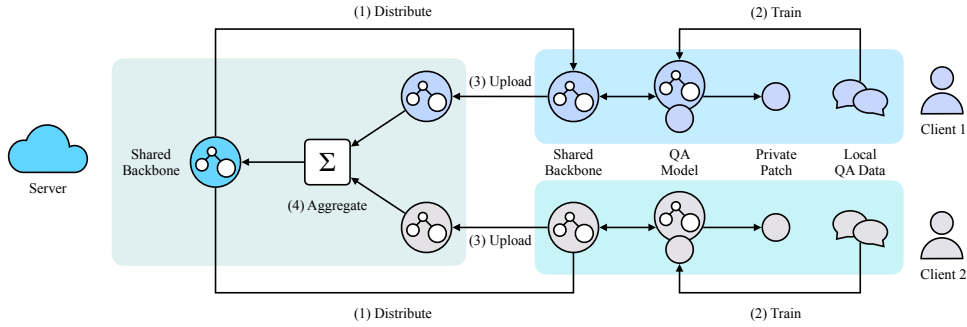 (1) Distribute
(2) Train
(3) Upload
Client 1
Server
Shared
Backbone
Σ
(4) Aggregate
Shared
Backbone
QA
Model
Private
Patch
Local
QA Data
(3) Upload
Client 2
(1) Distribute
(2) Train